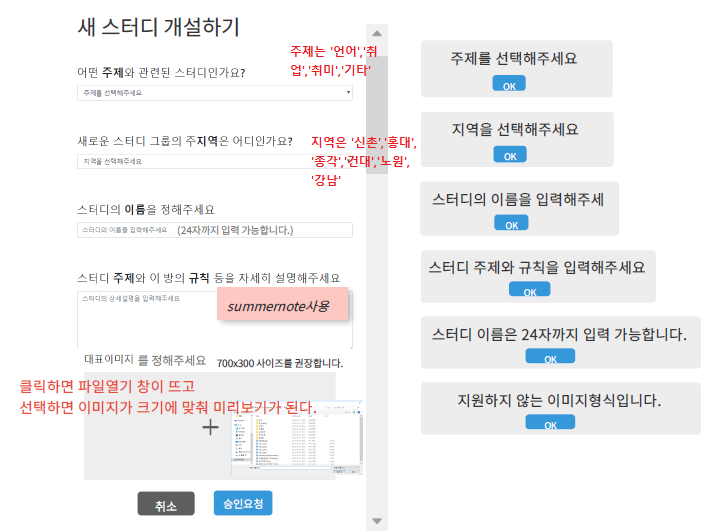 새 스터디 개설하기
주제는 '언어','취
업','취미','기타'
어떤 주제와 관련된 스터디인가요?
주제를 선택해주세요
새로운 스터디 그룹의 주지역은 어디인가요?
지역은 '신촌','홍대',
'종각','건대','노원',
'강남'
지역을 선택해주세요
스터디의 이름을 정해주세요
스터디의 이름을 입력해주세요 (24자까지 입력 가능합니다.)
스터디 주제와 이 방의 규칙 등을 자세히 설명해주세요
스터디의 상세설명을 입력해주세요
summernote사용
대표이미지 를 정해주세요 700x300 사이즈를 권장합니다.
클릭하면 파일열기 창이 뜨고
선택하면 이미지가 크기에 맞춰 미리보기가 된다.
취소
승인요청
주제를 선택해주세요
OK
지역을 선택해주세요
OK
스터디의 이름을 입력해주세
OK
스터디 주제와 규칙을 입력해주세요
OK
스터디 이름은 24자까지 입력 가능합니다.
OK
지원하지 않는 이미지형식입니다.
OK